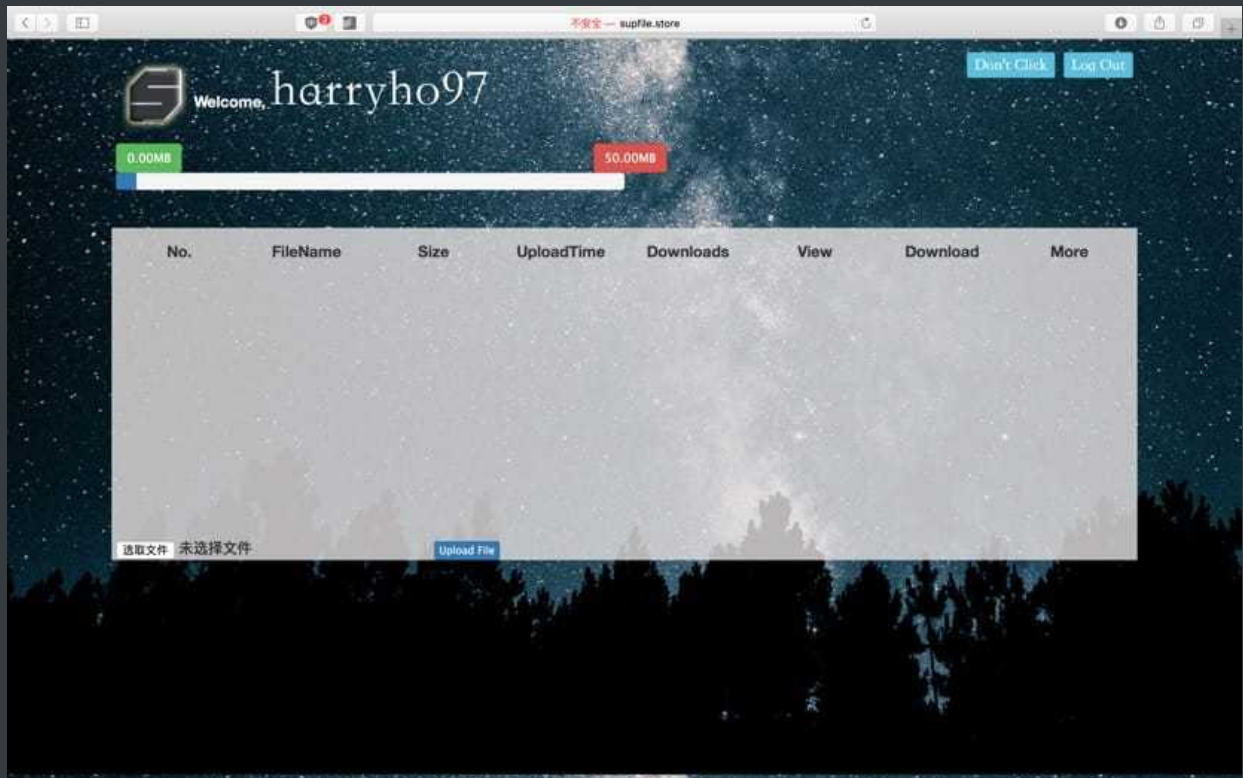 不安全 — supfile.store
Don't Click Log Out
Welcome, harryho97
0.00MB 50.00MB
No. FileName Size UploadTime Downloads View Download More
选取文件 未选择文件 Upload File